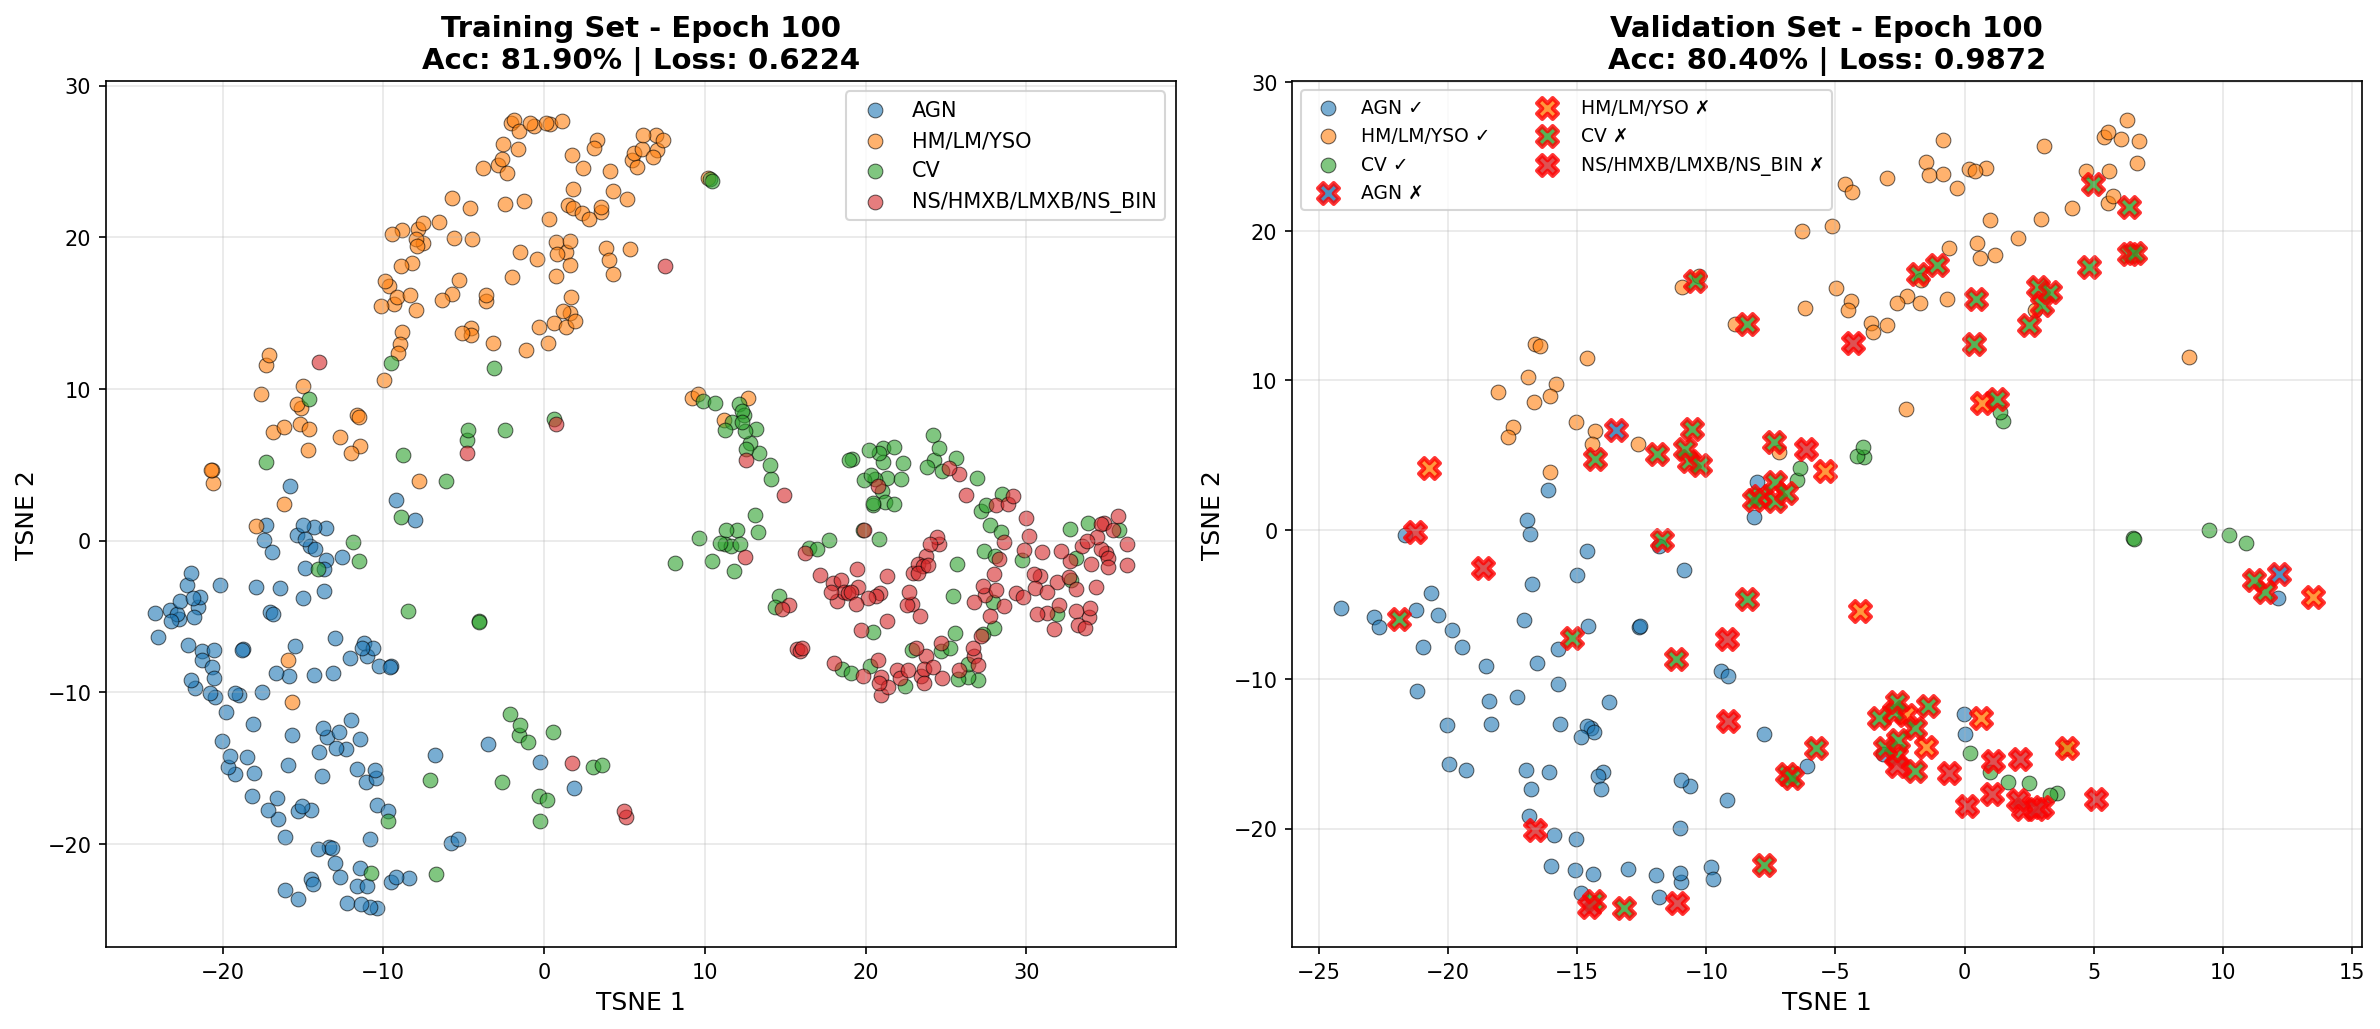 Training Set - Epoch 100
Acc: 81.90% | Loss: 0.6224
AGN
HM/LM/YSO
CV
NS/HMXB/LMXB/NS_BIN
30
20
10
0
−10
−20
TSNE 2
−20
−10
0
10
20
30
TSNE 1
Validation Set - Epoch 100
Acc: 80.40% | Loss: 0.9872
AGN ✓
HM/LM/YSO ✓
CV ✓
AGN ✗
HM/LM/YSO ✗
CV ✗
NS/HMXB/LMXB/NS_BIN ✗
30
20
10
0
−10
−20
TSNE 2
−25
−20
−15
−10
−5
0
5
10
15
TSNE 1